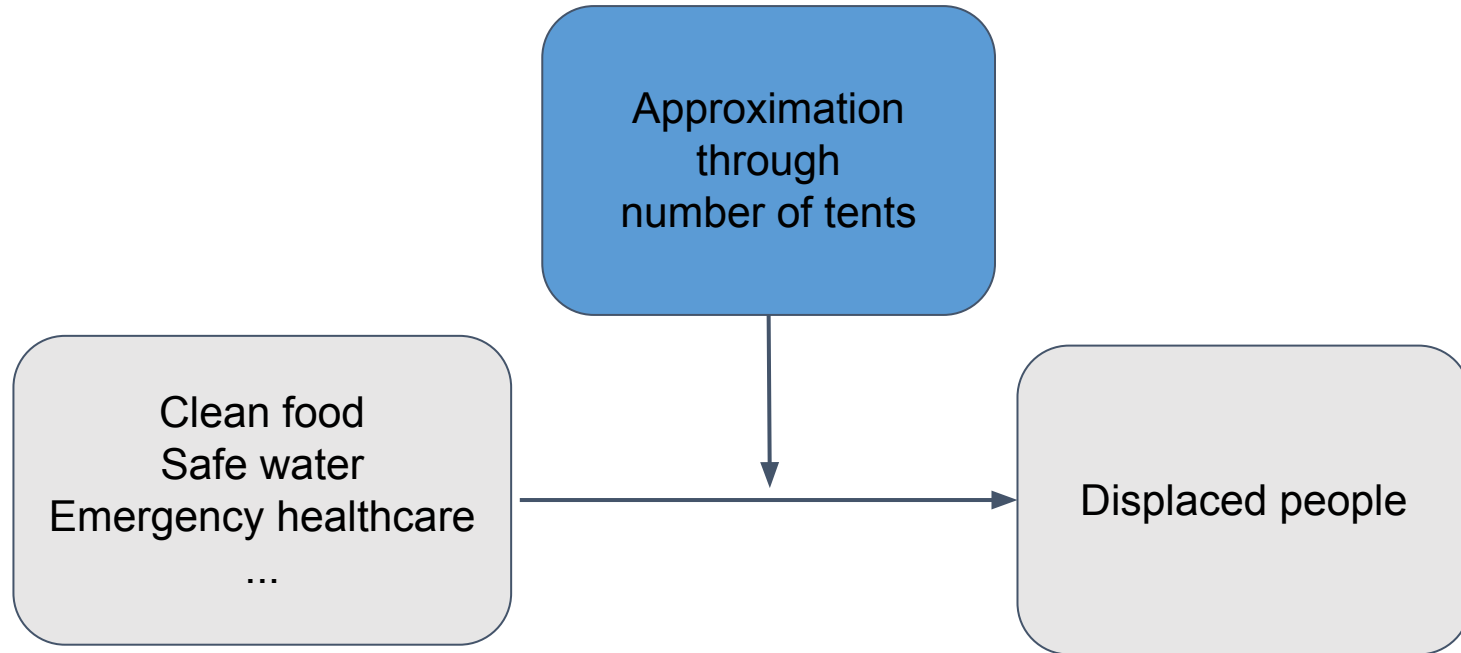 Approximation
through
number of tents
Clean food
Safe water
Emergency healthcare
...
Displaced people